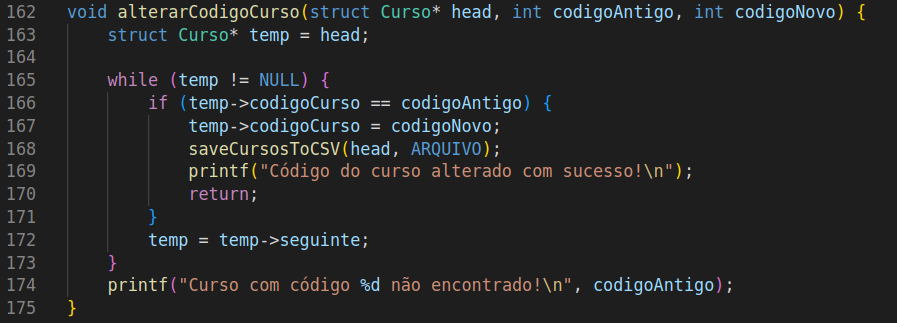 162 void alterarCodigoCurso(struct Curso* head, int codigoAntigo, int codigoNovo) {
163     struct Curso* temp = head;
164
165     while (temp != NULL) {
166         if (temp->codigoCurso == codigoAntigo) {
167             temp->codigoCurso = codigoNovo;
168             saveCursosToCSV(head, ARQUIVO);
169             printf("Código do curso alterado com sucesso!\n");
170             return;
171         }
172         temp = temp->seguinte;
173     }
174     printf("Curso com código %d não encontrado!\n", codigoAntigo);
175 }